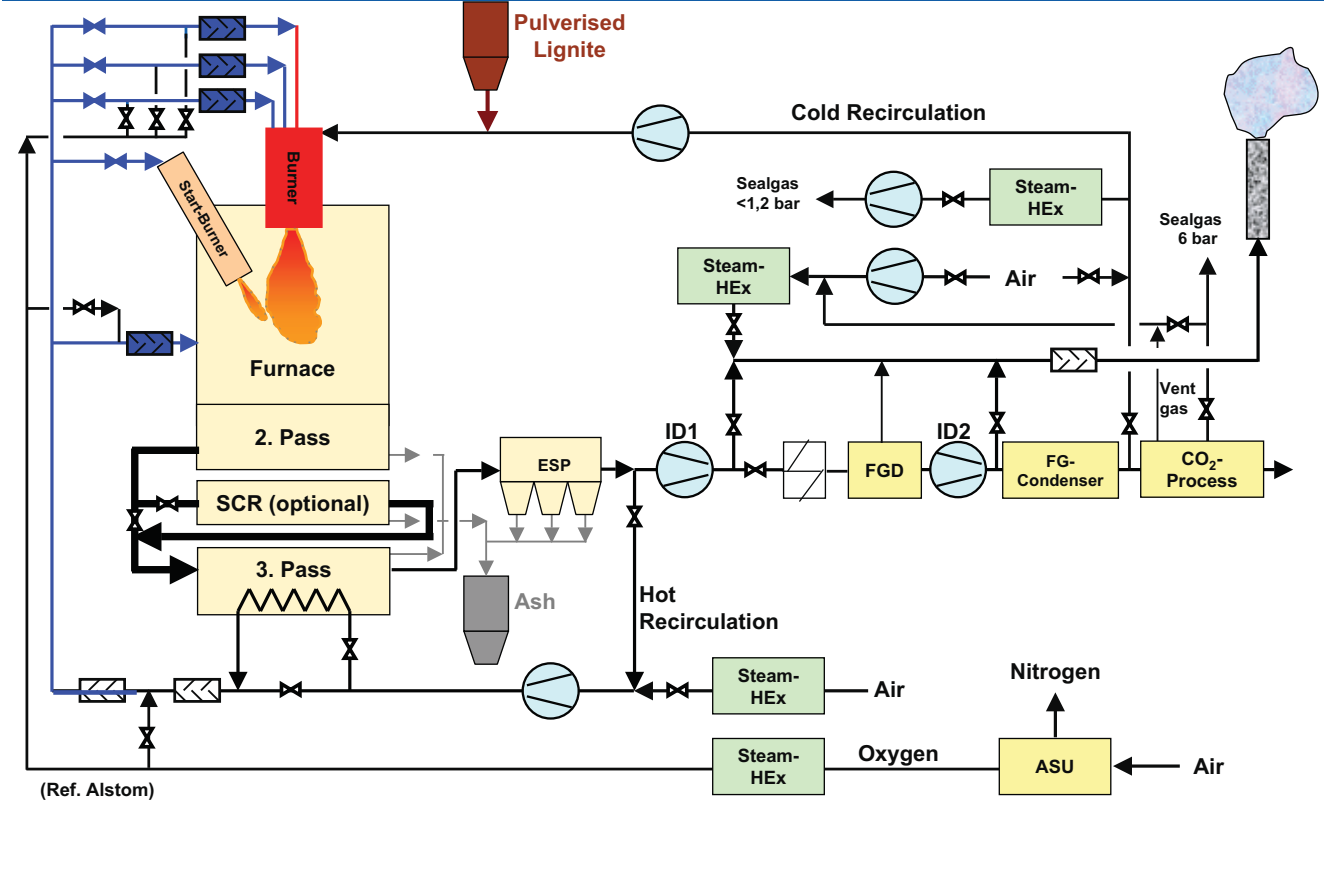 Pulverised
Lignite
Cold Recirculation
Burner
Start-Burner
Sealgas
<1,2 bar
Steam-
HEx
Sealgas
6 bar
Steam-
HEx
Air
Furnace
Vent
gas
2. Pass
ID1
ID2
ESP
FGD
FG-
Condenser
CO2-
Process
SCR (optional)
3. Pass
Ash
Hot
Recirculation
Steam-
HEx
Air
Nitrogen
Steam-
HEx
Oxygen
ASU
Air
(Ref. Alstom)